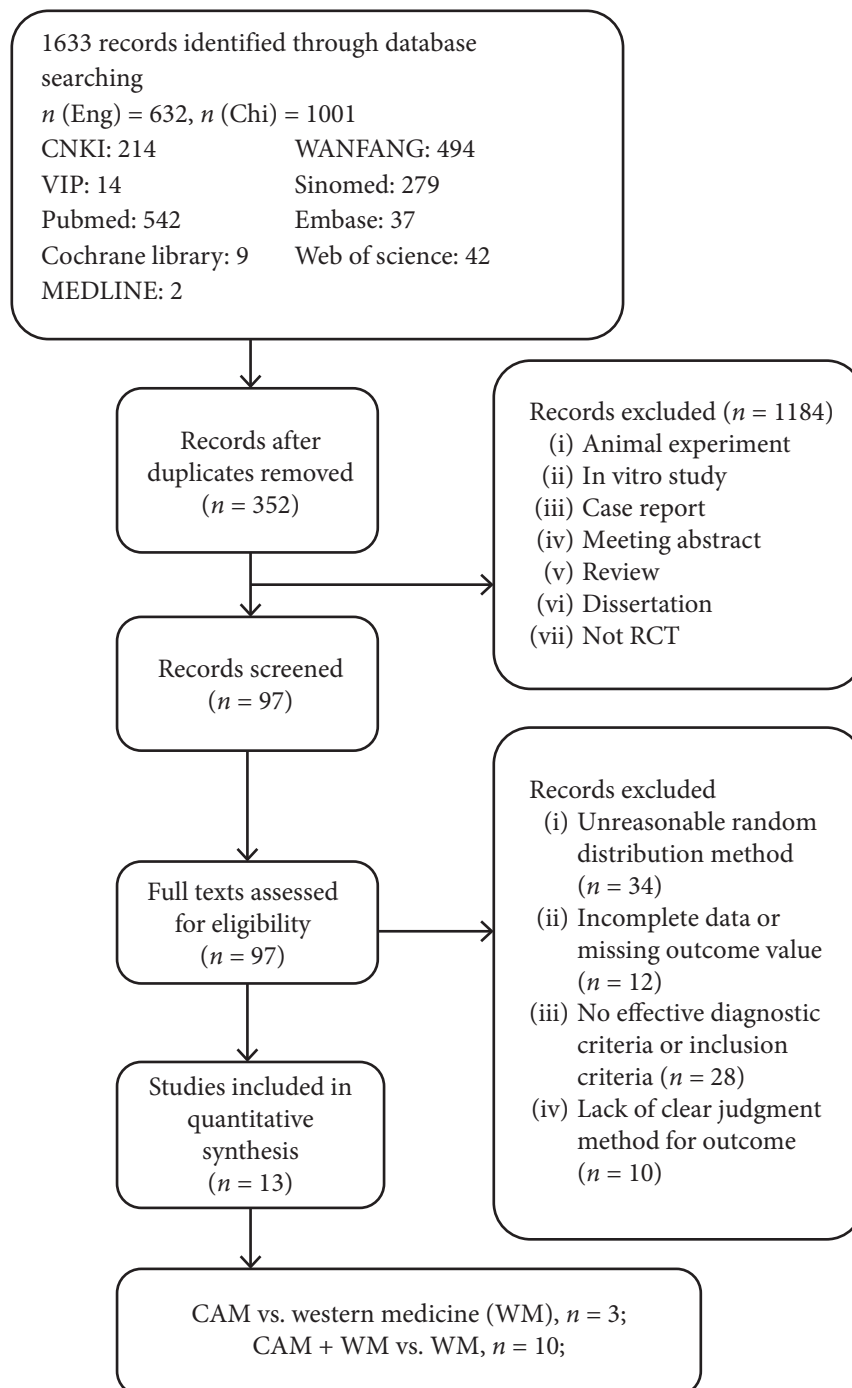 1633 records identified through database
searching
n (Eng) = 632, n (Chi) = 1001
CNKI: 214 WANFANG: 494
VIP: 14 Sinomed: 279
Pubmed: 542 Embase: 37
Cochrane library: 9 Web of science: 42
MEDLINE: 2
Records after
duplicates removed
(n = 352)
Records excluded (n = 1184)
(i) Animal experiment
(ii) In vitro study
(iii) Case report
(iv) Meeting abstract
(v) Review
(vi) Dissertation
(vii) Not RCT
Records screened
(n = 97)
Full texts assessed
for eligibility
(n = 97)
Records excluded
(i) Unreasonable random
distribution method
(n = 34)
(ii) Incomplete data or
missing outcome value
(n = 12)
(iii) No effective diagnostic
criteria or inclusion
criteria (n = 28)
(iv) Lack of clear judgment
method for outcome
(n = 10)
Studies included in
quantitative
synthesis
(n = 13)
CAM vs. western medicine (WM), n = 3;
CAM + WM vs. WM, n = 10;